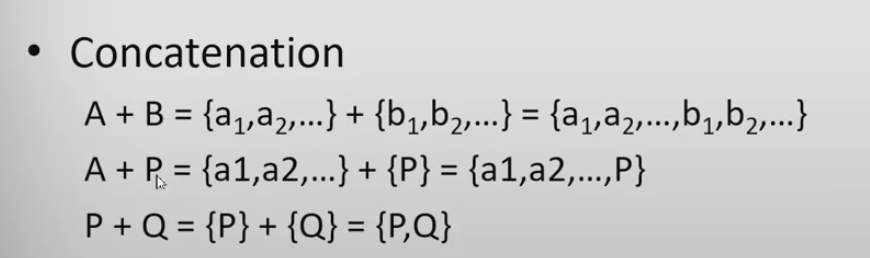 • Concatenation
A + B = {a₁,a₂,...} + {b₁,b₂,...} = {a₁,a₂,...,b₁,b₂,...}
A + P = {a1,a2,...} + {P} = {a1,a2,...,P}
P + Q = {P} + {Q} = {P,Q}